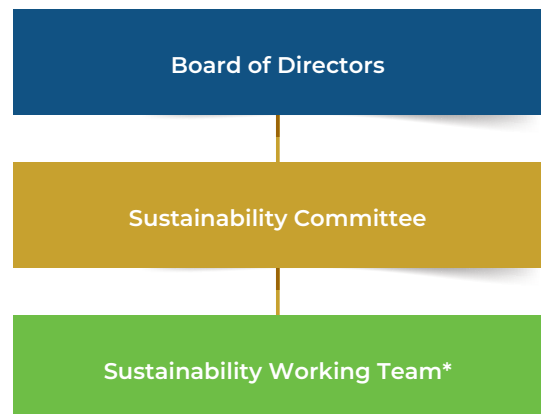 Board of Directors
Sustainability Committee
Sustainability Working Team*